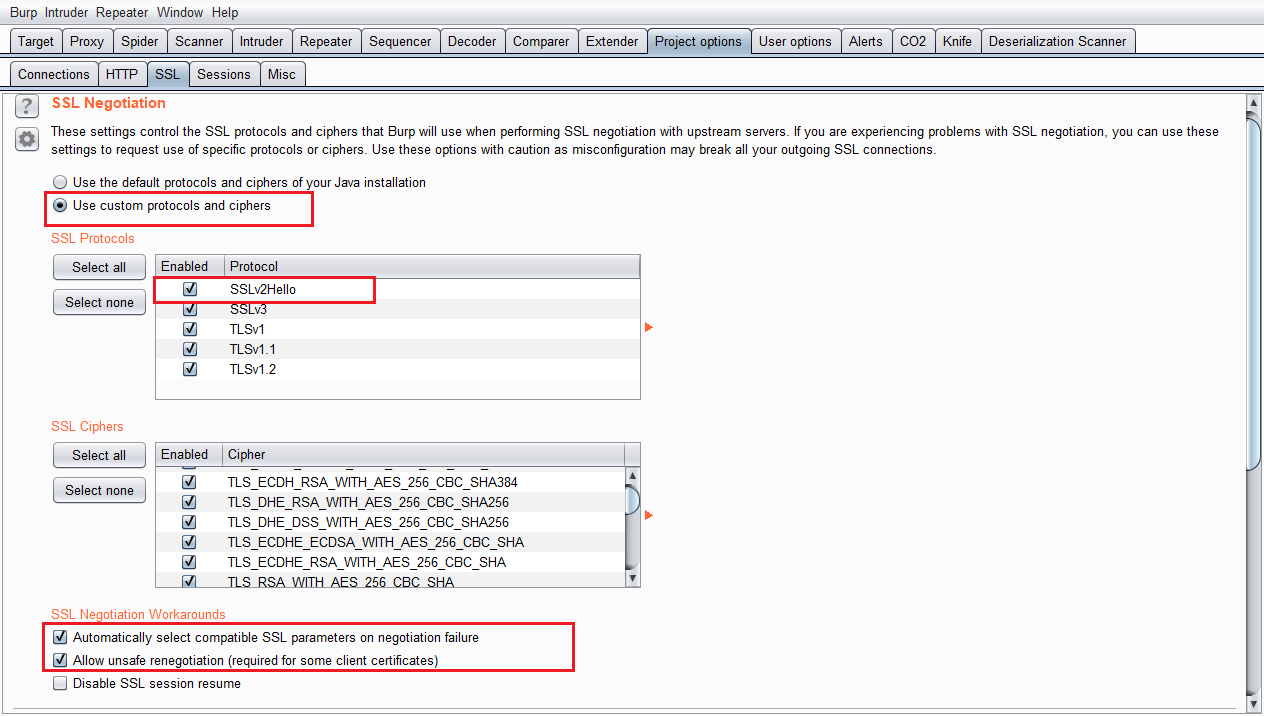 Burp Intruder Repeater Window Help
Target Proxy Spider Scanner Intruder Repeater Sequencer Decoder Comparer Extender Project options User options Alerts CO2 Knife Deserialization Scanner
Connections HTTP SSL Sessions Misc
? SSL Negotiation
These settings control the SSL protocols and ciphers that Burp will use when performing SSL negotiation with upstream servers. If you are experiencing problems with SSL negotiation, you can use these
settings to request use of specific protocols or ciphers. Use these options with caution as misconfiguration may break all your outgoing SSL connections.
Use the default protocols and ciphers of your Java installation
Use custom protocols and ciphers
SSL Protocols
Select all
Select none
Enabled Protocol
SSLv2Hello
SSLv3
TLSv1
TLSv1.1
TLSv1.2
SSL Ciphers
Select all
Select none
Enabled Cipher
TLS_ECDH_RSA_WITH_AES_256_CBC_SHA384
TLS_DHE_RSA_WITH_AES_256_CBC_SHA256
TLS_DHE_DSS_WITH_AES_256_CBC_SHA256
TLS_ECDHE_ECDSA_WITH_AES_256_CBC_SHA
TLS_ECDHE_RSA_WITH_AES_256_CBC_SHA
TLS_RSA_WITH_AES_256_CBC_SHA
SSL Negotiation Workarounds
Automatically select compatible SSL parameters on negotiation failure
Allow unsafe renegotiation (required for some client certificates)
Disable SSL session resume